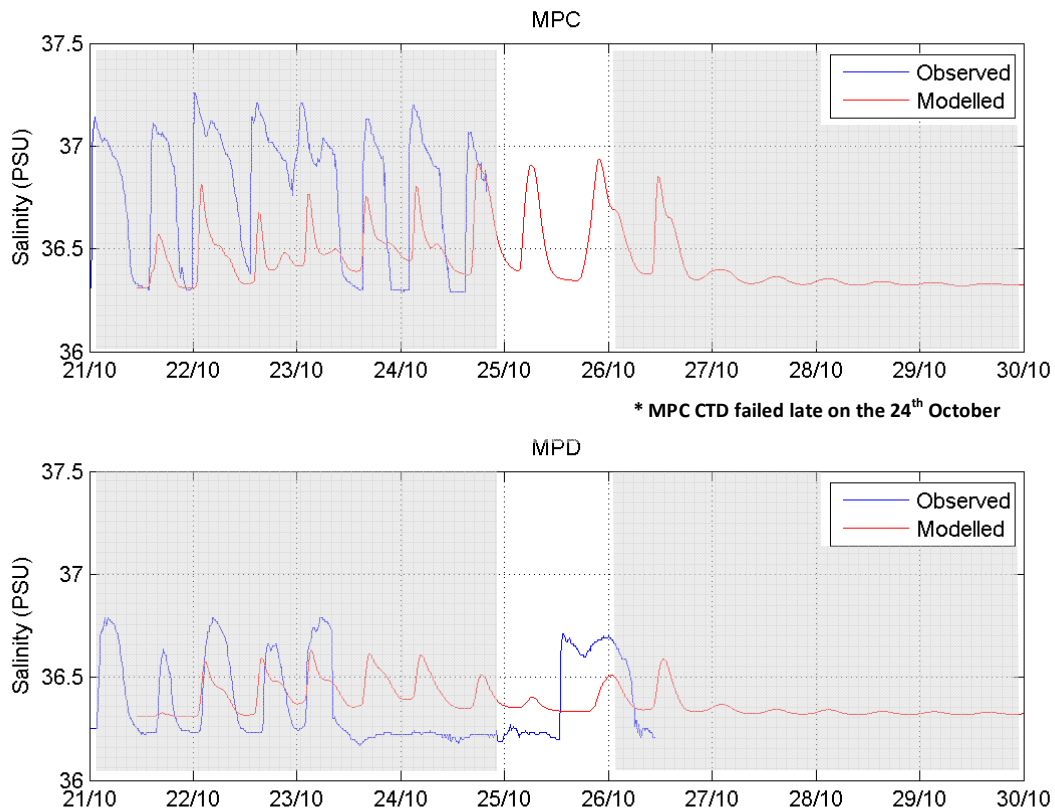 MPC
37.5
37
36.5
36
Salinity (PSU)
Observed
Modelled
21/10 22/10 23/10 24/10 25/10 26/10 27/10 28/10 29/10 30/10
* MPC CTD failed late on the 24th October
MPD
37.5
37
36.5
36
Salinity (PSU)
Observed
Modelled
21/10 22/10 23/10 24/10 25/10 26/10 27/10 28/10 29/10 30/10